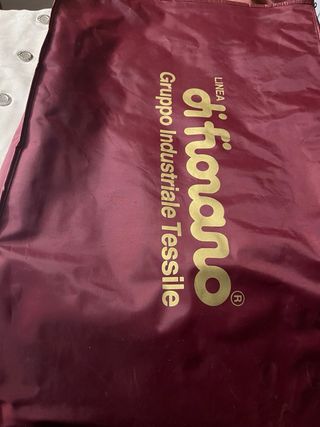 LINEA
di fiorano®
Gruppo Industriale Tessile